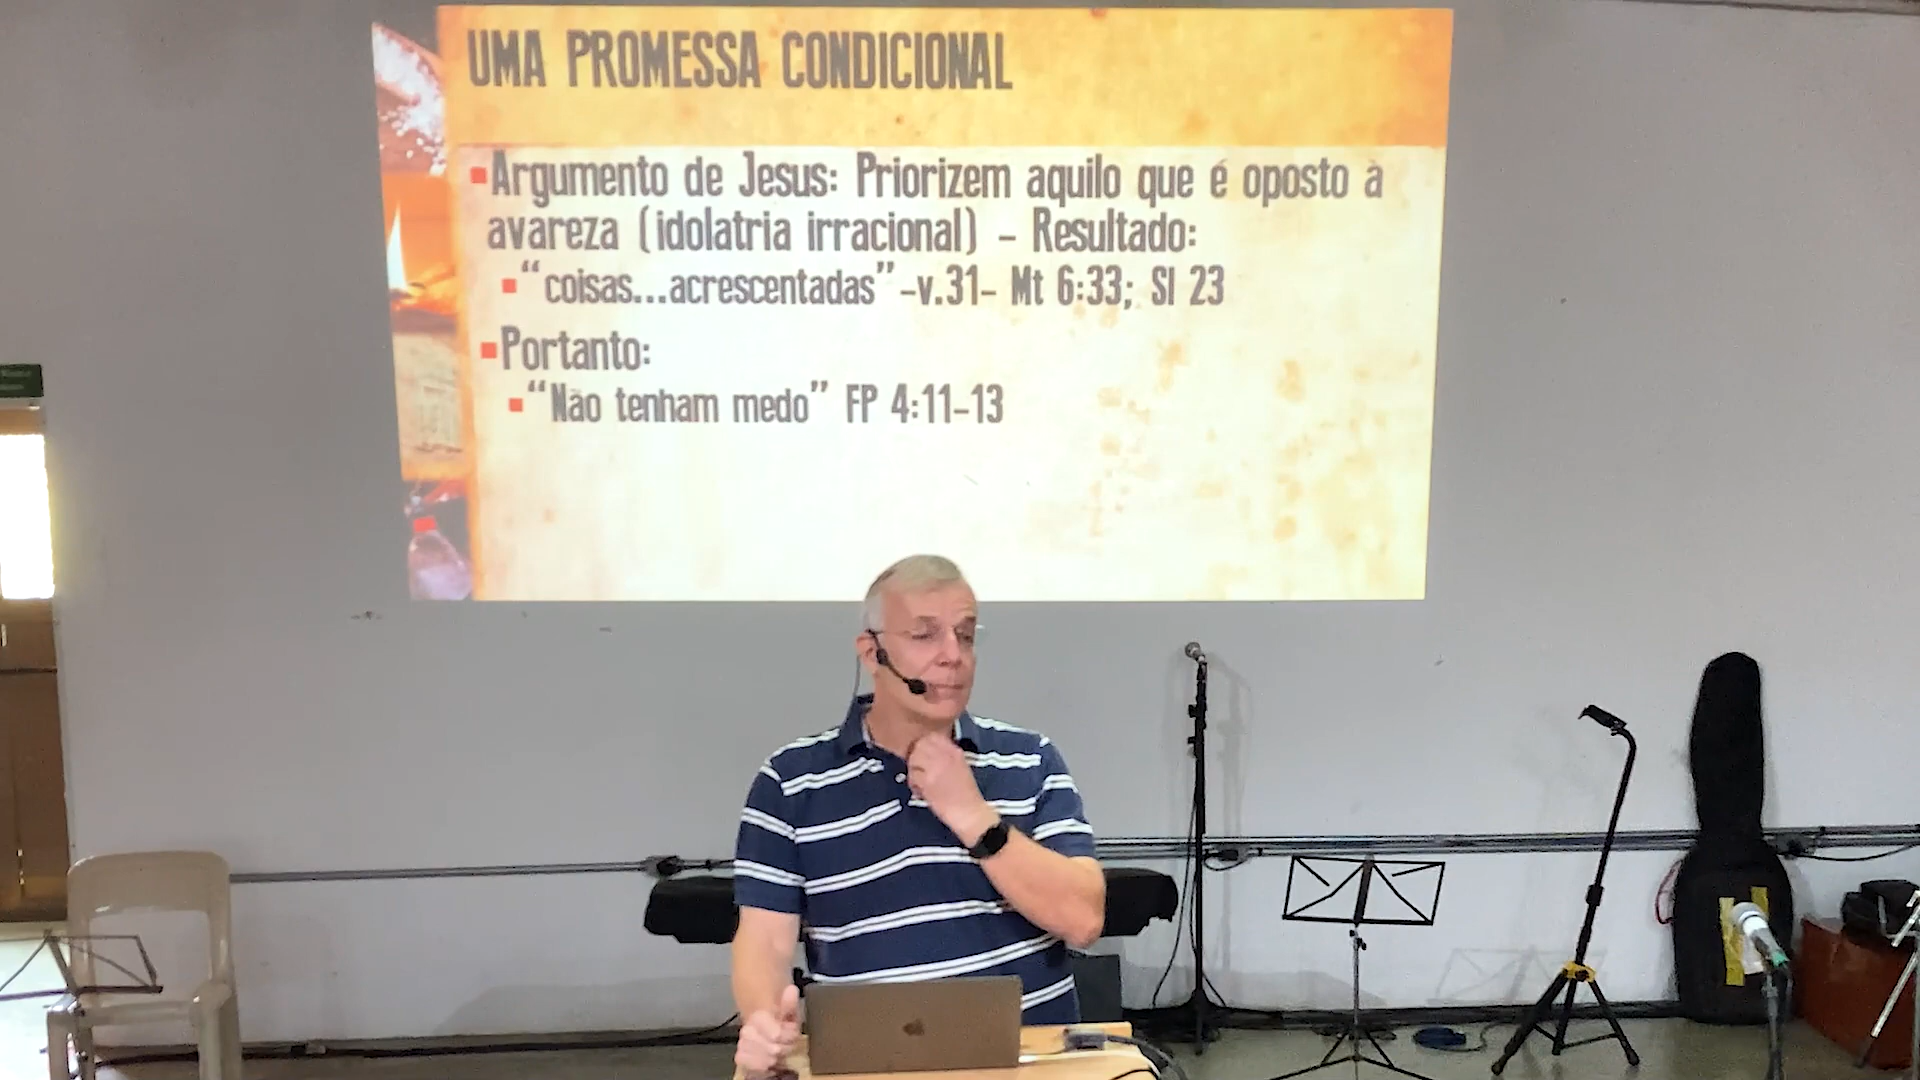 UMA PROMESSA CONDICIONAL
Argumento de Jesus: Priorizem aquilo que é oposto à
avareza (idolatria irracional) – Resultado:
“coisas...acrescentadas” –v.31– Mt 6:33; Sl 23
Portanto:
“Não tenham medo” FP 4:11–13